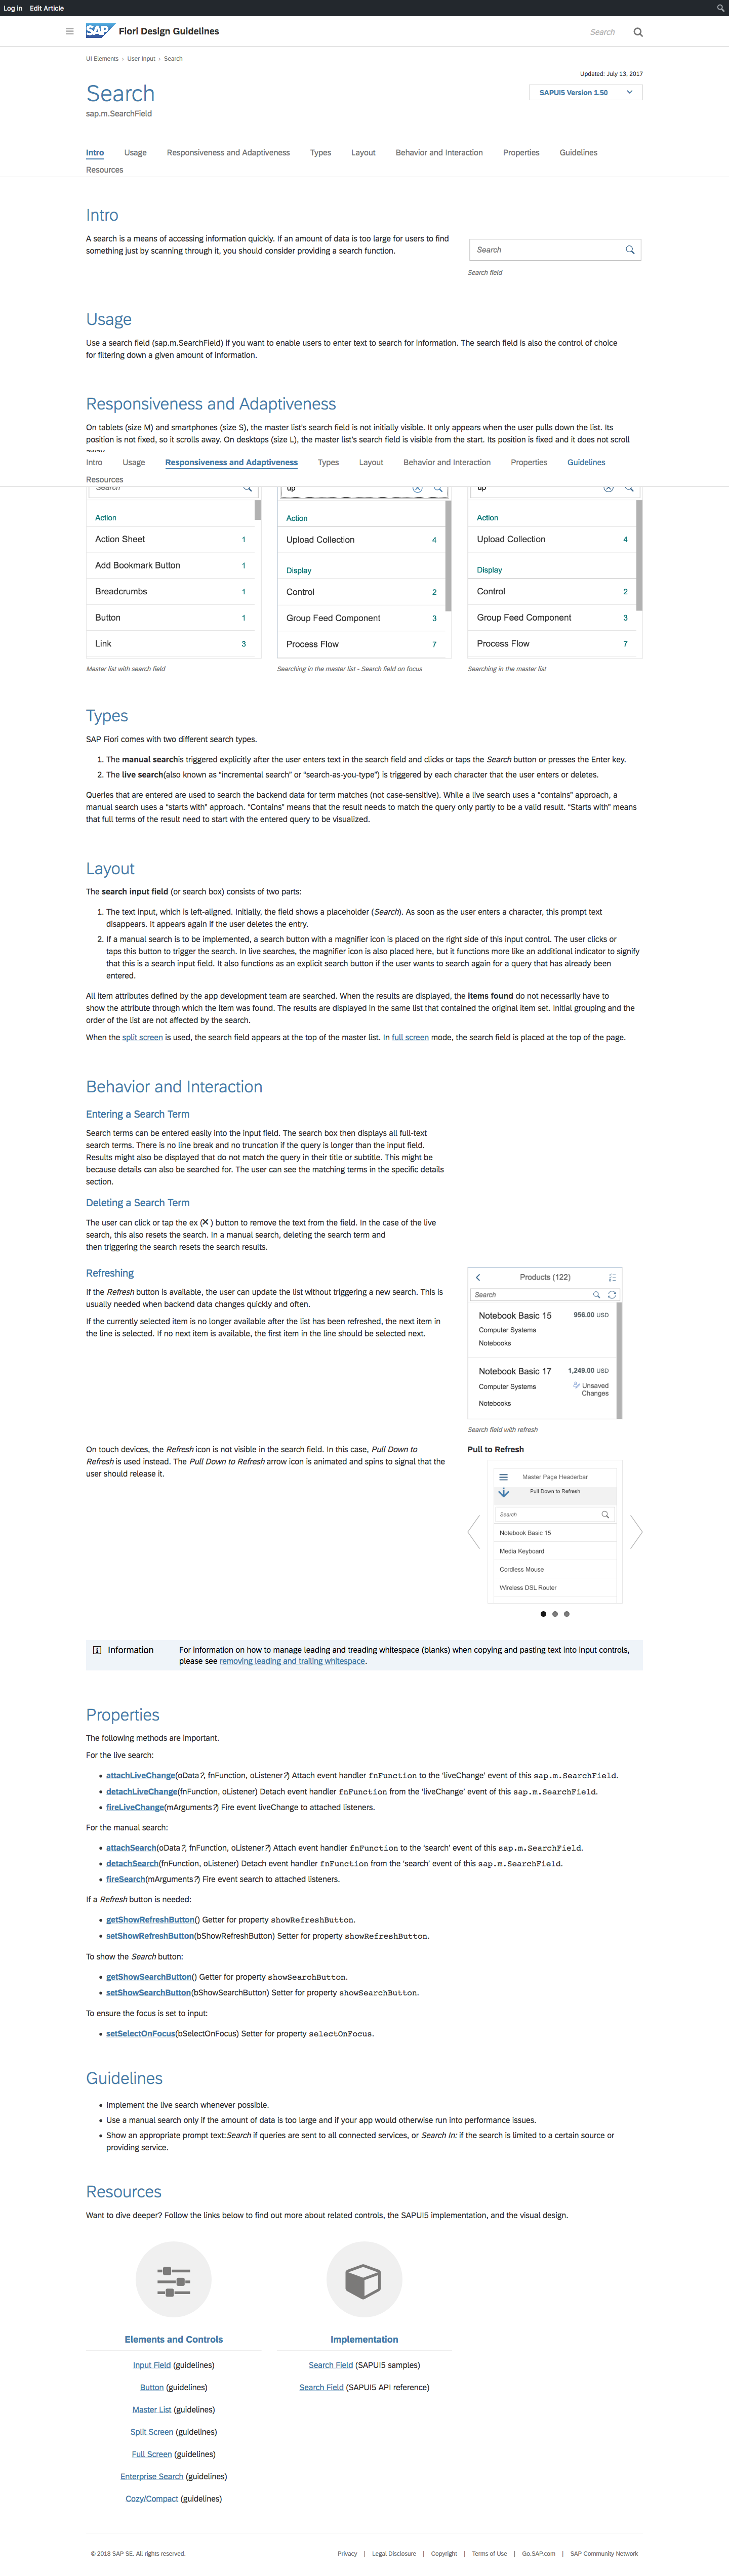 Log in Edit Article
SAP Fiori Design Guidelines
Search
UI Elements › User Input › Search
Updated: July 13, 2017
Search
SAPUI5 Version 1.50
sap.m.SearchField
Intro Usage Responsiveness and Adaptiveness Types Layout Behavior and Interaction Properties Guidelines
Resources
Intro
A search is a means of accessing information quickly. If an amount of data is too large for users to find
something just by scanning through it, you should consider providing a search function.
Search
Search field
Usage
Use a search field (sap.m.SearchField) if you want to enable users to enter text to search for information. The search field is also the control of choice
for filtering down a given amount of information.
Responsiveness and Adaptiveness
On tablets (size M) and smartphones (size S), the master list's search field is not initially visible. It only appears when the user pulls down the list. Its
position is not fixed, so it scrolls away. On desktops (size L), the master list's search field is visible from the start. Its position is fixed and it does not scroll
Intro Usage Responsiveness and Adaptiveness Types Layout Behavior and Interaction Properties Guidelines
Resources
Search
Action
Action Sheet 1
Add Bookmark Button 1
Breadcrumbs 1
Button 1
Link 3
Master list with search field
up
Action
Upload Collection 4
Display
Control 2
Group Feed Component 3
Process Flow 7
Searching in the master list - Search field on focus
up
Action
Upload Collection 4
Display
Control 2
Group Feed Component 3
Process Flow 7
Searching in the master list
Types
SAP Fiori comes with two different search types.
1. The manual searchis triggered explicitly after the user enters text in the search field and clicks or taps the Search button or presses the Enter key.
2. The live search(also known as “incremental search” or “search-as-you-type”) is triggered by each character that the user enters or deletes.
Queries that are entered are used to search the backend data for term matches (not case-sensitive). While a live search uses a “contains” approach, a
manual search uses a “starts with” approach. “Contains” means that the result needs to match the query only partly to be a valid result. “Starts with” means
that full terms of the result need to start with the entered query to be visualized.
Layout
The search input field (or search box) consists of two parts:
1. The text input, which is left-aligned. Initially, the field shows a placeholder (Search). As soon as the user enters a character, this prompt text
disappears. It appears again if the user deletes the entry.
2. If a manual search is to be implemented, a search button with a magnifier icon is placed on the right side of this input control. The user clicks or
taps this button to trigger the search. In live searches, the magnifier icon is also placed here, but it functions more like an additional indicator to signify
that this is a search input field. It also functions as an explicit search button if the user wants to search again for a query that has already been
entered.
All item attributes defined by the app development team are searched. When the results are displayed, the items found do not necessarily have to
show the attribute through which the item was found. The results are displayed in the same list that contained the original item set. Initial grouping and the
order of the list are not affected by the search.
When the split screen is used, the search field appears at the top of the master list. In full screen mode, the search field is placed at the top of the page.
Behavior and Interaction
Entering a Search Term
Search terms can be entered easily into the input field. The search box then displays all full-text
search terms. There is no line break and no truncation if the query is longer than the input field.
Results might also be displayed that do not match the query in their title or subtitle. This might be
because details can also be searched for. The user can see the matching terms in the specific details
section.
Deleting a Search Term
The user can click or tap the ex (✕) button to remove the text from the field. In the case of the live
search, this also resets the search. In a manual search, deleting the search term and
then triggering the search resets the search results.
Refreshing
If the Refresh button is available, the user can update the list without triggering a new search. This is
usually needed when backend data changes quickly and often.
If the currently selected item is no longer available after the list has been refreshed, the next item in
the line is selected. If no next item is available, the first item in the line should be selected next.
Products (122)
Search
Notebook Basic 15 956.00 USD
Computer Systems
Notebooks
Notebook Basic 17 1,249.00 USD
Computer Systems Unsaved
Changes
Notebooks
Search field with refresh
On touch devices, the Refresh icon is not visible in the search field. In this case, Pull Down to
Refresh is used instead. The Pull Down to Refresh arrow icon is animated and spins to signal that the
user should release it.
Pull to Refresh
Master Page Headerbar
Pull Down to Refresh
Search
Notebook Basic 15
Media Keyboard
Cordless Mouse
Wireless DSL Router
Information For information on how to manage leading and treading whitespace (blanks) when copying and pasting text into input controls,
please see removing leading and trailing whitespace.
Properties
The following methods are important.
For the live search:
• attachLiveChange(oData?, fnFunction, oListener?) Attach event handler fnFunction to the 'liveChange' event of this sap.m.SearchField.
• detachLiveChange(fnFunction, oListener) Detach event handler fnFunction from the 'liveChange' event of this sap.m.SearchField.
• fireLiveChange(mArguments?) Fire event liveChange to attached listeners.
For the manual search:
• attachSearch(oData?, fnFunction, oListener?) Attach event handler fnFunction to the 'search' event of this sap.m.SearchField.
• detachSearch(fnFunction, oListener) Detach event handler fnFunction from the 'search' event of this sap.m.SearchField.
• fireSearch(mArguments?) Fire event search to attached listeners.
If a Refresh button is needed:
• getShowRefreshButton() Getter for property showRefreshButton.
• setShowRefreshButton(bShowRefreshButton) Setter for property showRefreshButton.
To show the Search button:
• getShowSearchButton() Getter for property showSearchButton.
• setShowSearchButton(bShowSearchButton) Setter for property showSearchButton.
To ensure the focus is set to input:
• setSelectOnFocus(bSelectOnFocus) Setter for property selectOnFocus.
Guidelines
• Implement the live search whenever possible.
• Use a manual search only if the amount of data is too large and if your app would otherwise run into performance issues.
• Show an appropriate prompt text:Search if queries are sent to all connected services, or Search In: if the search is limited to a certain source or
providing service.
Resources
Want to dive deeper? Follow the links below to find out more about related controls, the SAPUI5 implementation, and the visual design.
Elements and Controls
Input Field (guidelines)
Button (guidelines)
Master List (guidelines)
Split Screen (guidelines)
Full Screen (guidelines)
Enterprise Search (guidelines)
Cozy/Compact (guidelines)
Implementation
Search Field (SAPUI5 samples)
Search Field (SAPUI5 API reference)
© 2018 SAP SE. All rights reserved.
Privacy | Legal Disclosure | Copyright | Terms of Use | Go.SAP.com | SAP Community Network